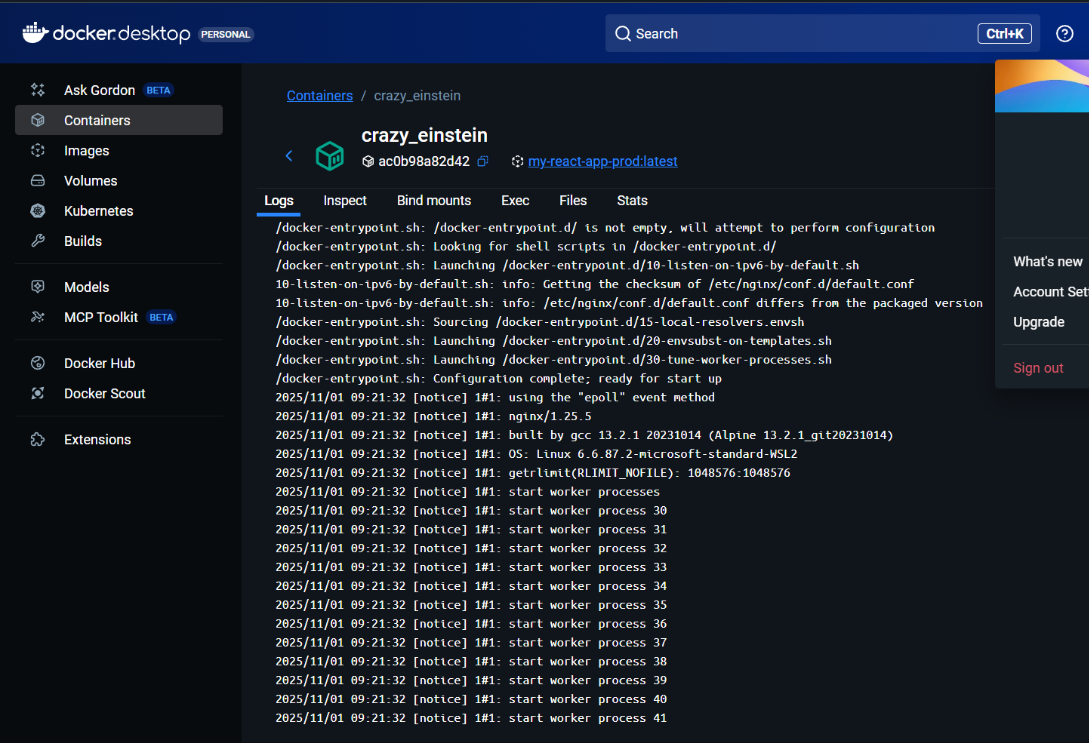 docker.desktop PERSONAL
Search Ctrl+K
Ask Gordon BETA
Containers
Images
Volumes
Kubernetes
Builds
Models
MCP Toolkit BETA
Docker Hub
Docker Scout
Extensions
Containers / crazy_einstein
crazy_einstein
ac0b98a82d42 my-react-app-prod:latest
Logs Inspect Bind mounts Exec Files Stats
/docker-entrypoint.sh: /docker-entrypoint.d/ is not empty, will attempt to perform configuration
/docker-entrypoint.sh: Looking for shell scripts in /docker-entrypoint.d/
/docker-entrypoint.sh: Launching /docker-entrypoint.d/10-listen-on-ipv6-by-default.sh
10-listen-on-ipv6-by-default.sh: info: Getting the checksum of /etc/nginx/conf.d/default.conf
10-listen-on-ipv6-by-default.sh: info: /etc/nginx/conf.d/default.conf differs from the packaged version
/docker-entrypoint.sh: Sourcing /docker-entrypoint.d/15-local-resolvers.envsh
/docker-entrypoint.sh: Launching /docker-entrypoint.d/20-envsubst-on-templates.sh
/docker-entrypoint.sh: Launching /docker-entrypoint.d/30-tune-worker-processes.sh
/docker-entrypoint.sh: Configuration complete; ready for start up
2025/11/01 09:21:32 [notice] 1#1: using the "epoll" event method
2025/11/01 09:21:32 [notice] 1#1: nginx/1.25.5
2025/11/01 09:21:32 [notice] 1#1: built by gcc 13.2.1 20231014 (Alpine 13.2.1_git20231014)
2025/11/01 09:21:32 [notice] 1#1: OS: Linux 6.6.87.2-microsoft-standard-WSL2
2025/11/01 09:21:32 [notice] 1#1: getrlimit(RLIMIT_NOFILE): 1048576:1048576
2025/11/01 09:21:32 [notice] 1#1: start worker processes
2025/11/01 09:21:32 [notice] 1#1: start worker process 30
2025/11/01 09:21:32 [notice] 1#1: start worker process 31
2025/11/01 09:21:32 [notice] 1#1: start worker process 32
2025/11/01 09:21:32 [notice] 1#1: start worker process 33
2025/11/01 09:21:32 [notice] 1#1: start worker process 34
2025/11/01 09:21:32 [notice] 1#1: start worker process 35
2025/11/01 09:21:32 [notice] 1#1: start worker process 36
2025/11/01 09:21:32 [notice] 1#1: start worker process 37
2025/11/01 09:21:32 [notice] 1#1: start worker process 38
2025/11/01 09:21:32 [notice] 1#1: start worker process 39
2025/11/01 09:21:32 [notice] 1#1: start worker process 40
2025/11/01 09:21:32 [notice] 1#1: start worker process 41
What's new
Account Set
Upgrade
Sign out